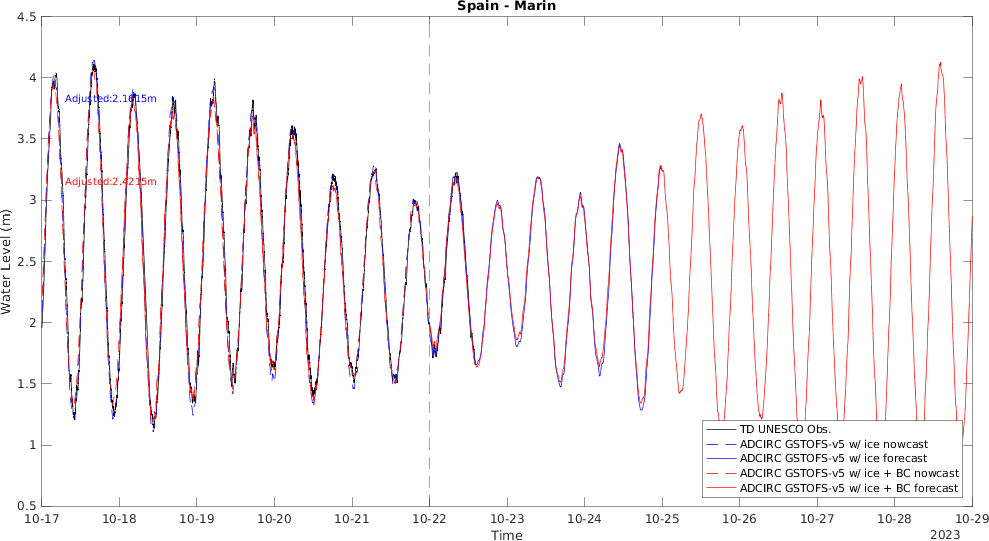 Spain - Marin
4.5
4
3.5
3
2.5
2
1.5
1
0.5
Water Level (m)
Adjusted:2.1615m
Adjusted:2.4215m
TD UNESCO Obs.
ADCIRC GSTOFS-v5 w/ ice nowcast
ADCIRC GSTOFS-v5 w/ ice forecast
ADCIRC GSTOFS-v5 w/ ice + BC nowcast
ADCIRC GSTOFS-v5 w/ ice + BC forecast
10-17 10-18 10-19 10-20 10-21 10-22 10-23 10-24 10-25 10-26 10-27 10-28 10-29
Time
2023